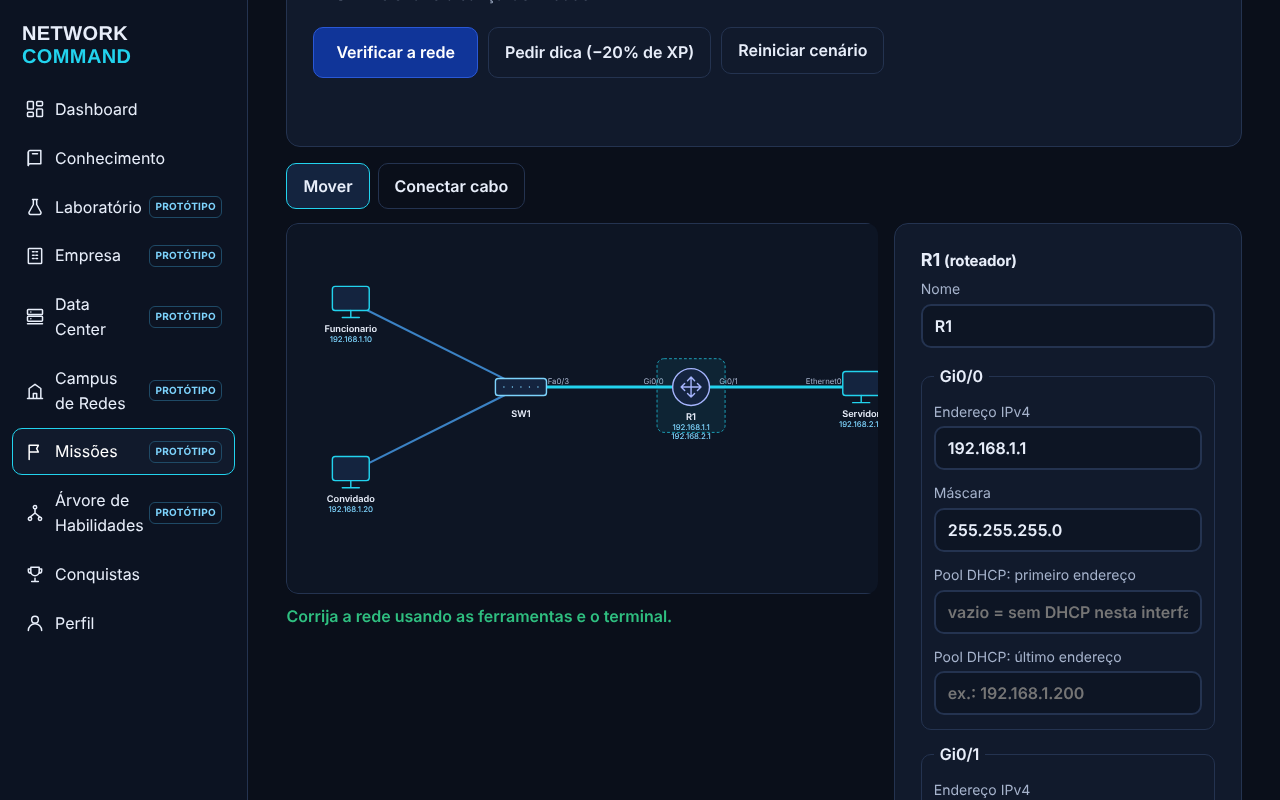 NETWORK
COMMAND
Dashboard
Conhecimento
Laboratório PROTÓTIPO
Empresa PROTÓTIPO
Data
Center PROTÓTIPO
Campus
de Redes PROTÓTIPO
Missões PROTÓTIPO
Árvore de
Habilidades PROTÓTIPO
Conquistas
Perfil
Verificar a rede
Pedir dica (−20% de XP)
Reiniciar cenário
Mover
Conectar cabo
Funcionario
192.168.1.10
Fa0/3
Gi0/0
Gi0/1
Ethernet0
SW1
R1
192.168.1.1
192.168.2.1
Servidor
192.168.2.1
Convidado
192.168.1.20
Corrija a rede usando as ferramentas e o terminal.
R1 (roteador)
Nome
R1
Gi0/0
Endereço IPv4
192.168.1.1
Máscara
255.255.255.0
Pool DHCP: primeiro endereço
vazio = sem DHCP nesta interfa
Pool DHCP: último endereço
ex.: 192.168.1.200
Gi0/1
Endereço IPv4